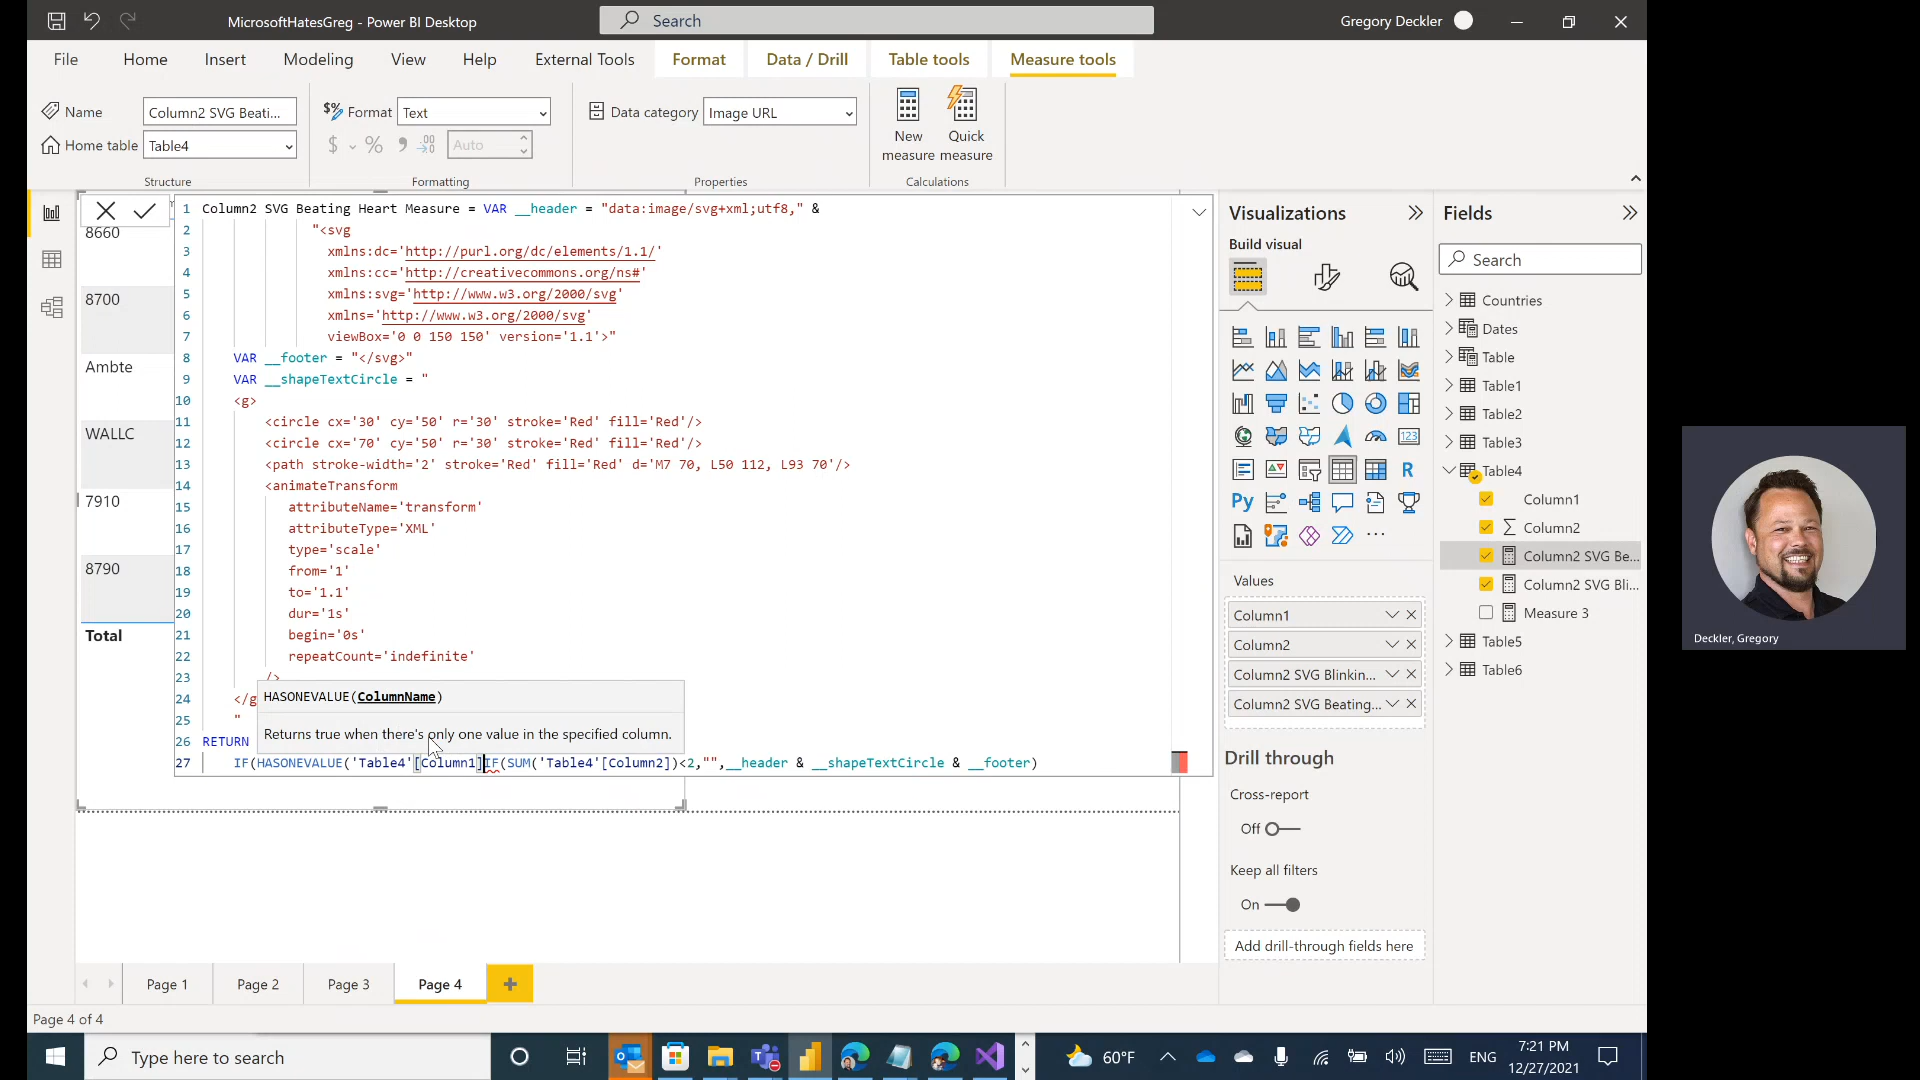 MicrosoftHatesGreg - Power BI Desktop
Search
Gregory Deckler
File
Home
Insert
Modeling
View
Help
External Tools
Format
Data / Drill
Table tools
Measure tools
Name
Column2 SVG Beati...
Home table
Table4
Structure
Format
Text
$
%
Auto
Formatting
Data category
Image URL
Properties
New
measure
Quick
measure
Calculations
8660
8700
Ambte
WALLC
7910
8790
Total
1 Column2 SVG Beating Heart Measure = VAR __header = "data:image/svg+xml;utf8," &
2 "<svg
3 xmlns:dc='http://purl.org/dc/elements/1.1/'
4 xmlns:cc='http://creativecommons.org/ns#'
5 xmlns:svg='http://www.w3.org/2000/svg'
6 xmlns='http://www.w3.org/2000/svg'
7 viewBox='0 0 150 150' version='1.1'>"
8 VAR __footer = "</svg>"
9 VAR __shapeTextCircle = "
10 <g>
11 <circle cx='30' cy='50' r='30' stroke='Red' fill='Red'/>
12 <circle cx='70' cy='50' r='30' stroke='Red' fill='Red'/>
13 <path stroke-width='2' stroke='Red' fill='Red' d='M7 70, L50 112, L93 70'/>
14 <animateTransform
15 attributeName='transform'
16 attributeType='XML'
17 type='scale'
18 from='1'
19 to='1.1'
20 dur='1s'
21 begin='0s'
22 repeatCount='indefinite'
23 />
24 </g
25 "
26 RETURN
27 IF(HASONEVALUE('Table4'[Column1]IF(SUM('Table4'[Column2])<2,"",__header & __shapeTextCircle & __footer)
HASONEVALUE(ColumnName)
Returns true when there's only one value in the specified column.
Visualizations
Build visual
123
R
Py
Values
Column1
Column2
Column2 SVG Blinkin...
Column2 SVG Beating...
Drill through
Cross-report
Off
Keep all filters
On
Add drill-through fields here
Fields
Search
Countries
Dates
Table
Table1
Table2
Table3
Table4
Column1
Column2
Column2 SVG Be...
Column2 SVG Bli...
Measure 3
Table5
Table6
Deckler, Gregory
Page 1
Page 2
Page 3
Page 4
Page 4 of 4
Type here to search
60°F
ENG
7:21 PM
12/27/2021